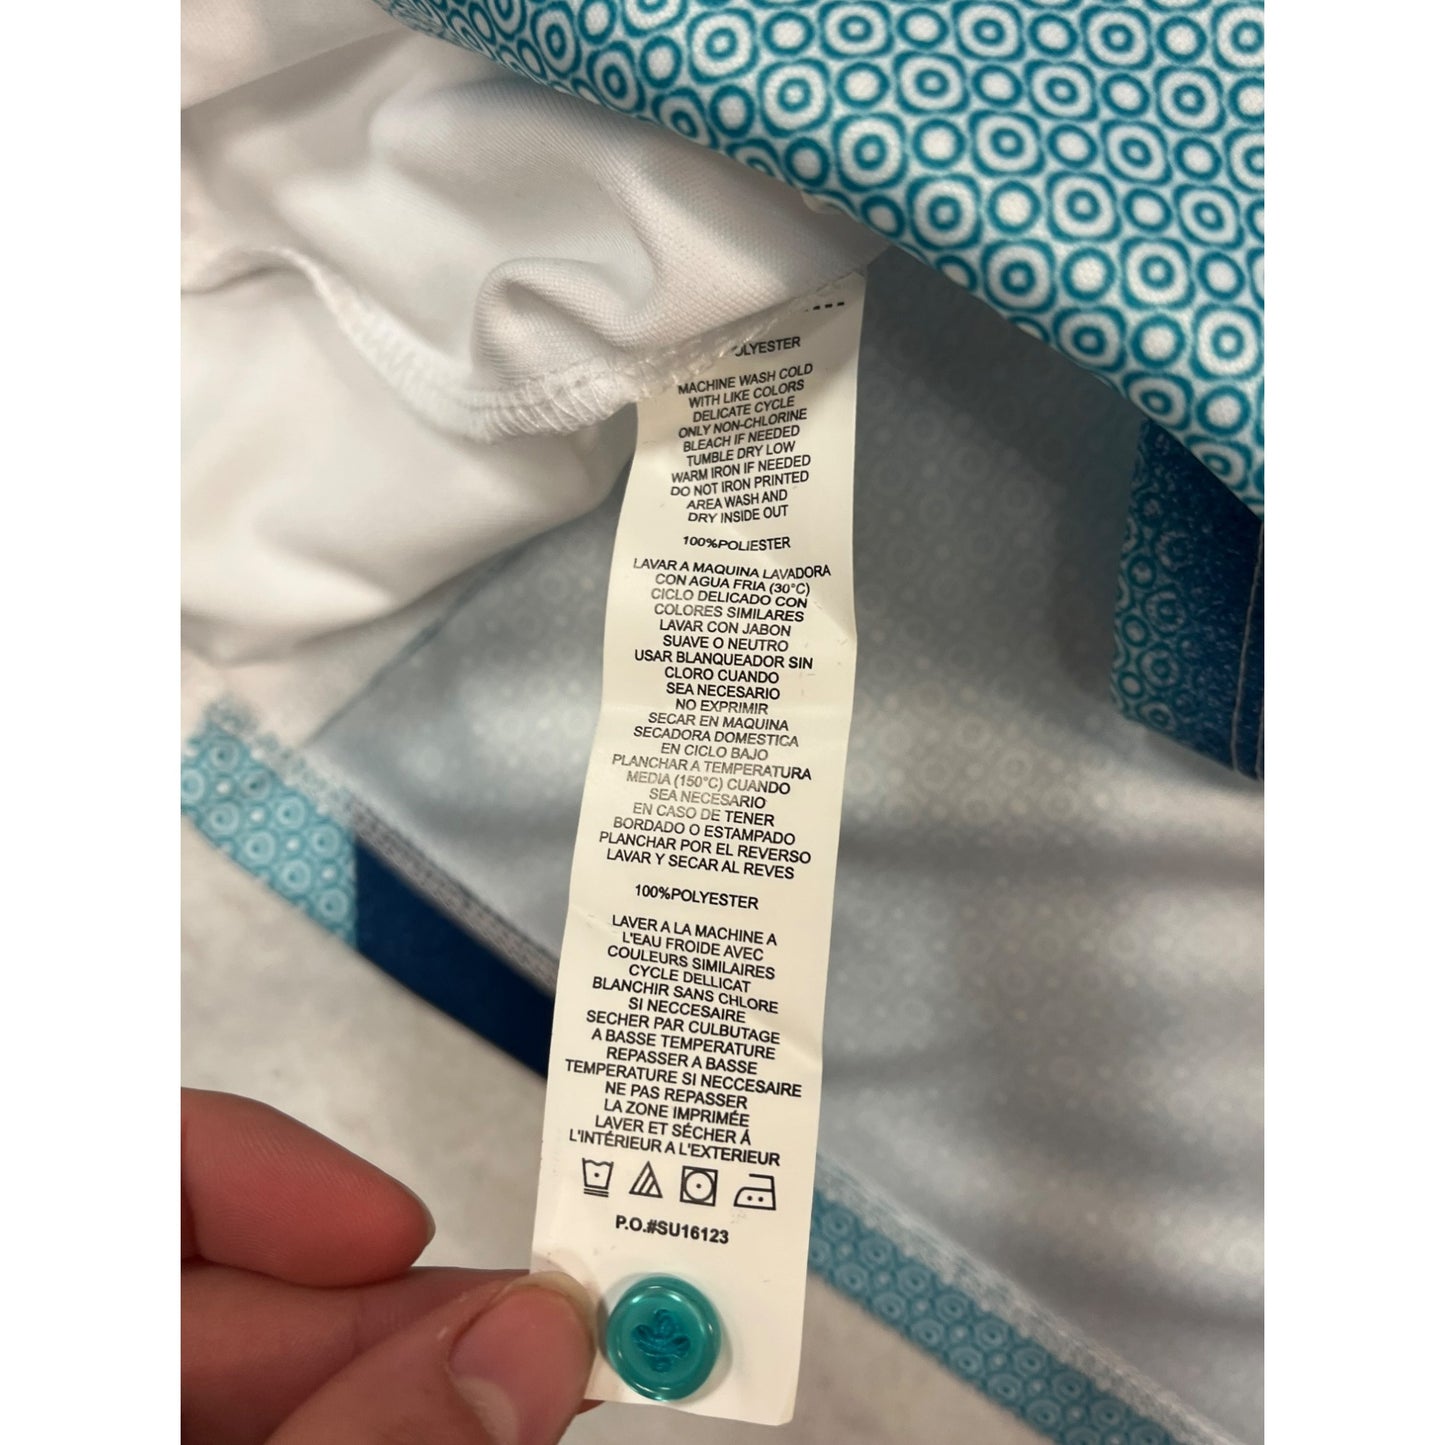 MACHINE WASH COLD
WITH LIKE COLORS
DELICATE CYCLE
ONLY NON-CHLORINE
BLEACH IF NEEDED
TUMBLE DRY LOW
WARM IRON IF NEEDED
DO NOT IRON PRINTED
AREA WASH AND
DRY INSIDE OUT
100%POLIESTER
LAVAR A MAQUINA LAVADORA
CON AGUA FRIA (30°C)
CICLO DELICADO CON
COLORES SIMILARES
LAVAR CON JABON
SUAVE O NEUTRO
USAR BLANQUEADOR SIN
CLORO CUANDO
SEA NECESARIO
NO EXPRIMIR
SECAR EN MAQUINA
SECADORA DOMESTICA
EN CICLO BAJO
PLANCHAR A TEMPERATURA
MEDIA (150°C) CUANDO
SEA NECESARIO
EN CASO DE TENER
BORDADO O ESTAMPADO
PLANCHAR POR EL REVERSO
LAVAR Y SECAR AL REVES
100%POLYESTER
LAVER A LA MACHINE A
L'EAU FROIDE AVEC
COULEURS SIMILAIRES
CYCLE DELLICAT
BLANCHIR SANS CHLORE
SI NECCESAIRE
SECHER PAR CULBUTAGE
A BASSE TEMPERATURE
REPASSER A BASSE
TEMPERATURE SI NECCESAIRE
NE PAS REPASSER
LA ZONE IMPRIMÉE
LAVER ET SÉCHER Á
L'INTÉRIEUR A L'EXTERIEUR
P.O.#SU16123